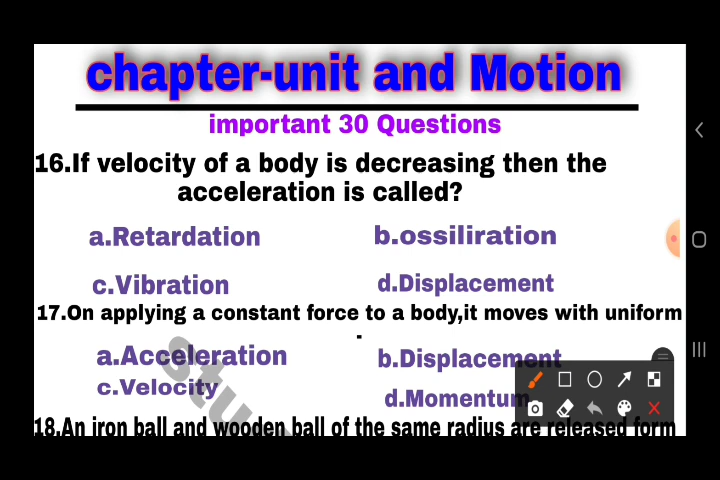 chapter-unit and Motion
important 30 Questions
16.If velocity of a body is decreasing then the
acceleration is called?
a.Retardation b.ossiliration
c.Vibration d.Displacement
17.On applying a constant force to a body,it moves with uniform
-
a.Acceleration b.Displacement
c.Velocity d.Momentum
18.An iron ball and wooden ball of the same radius are released form